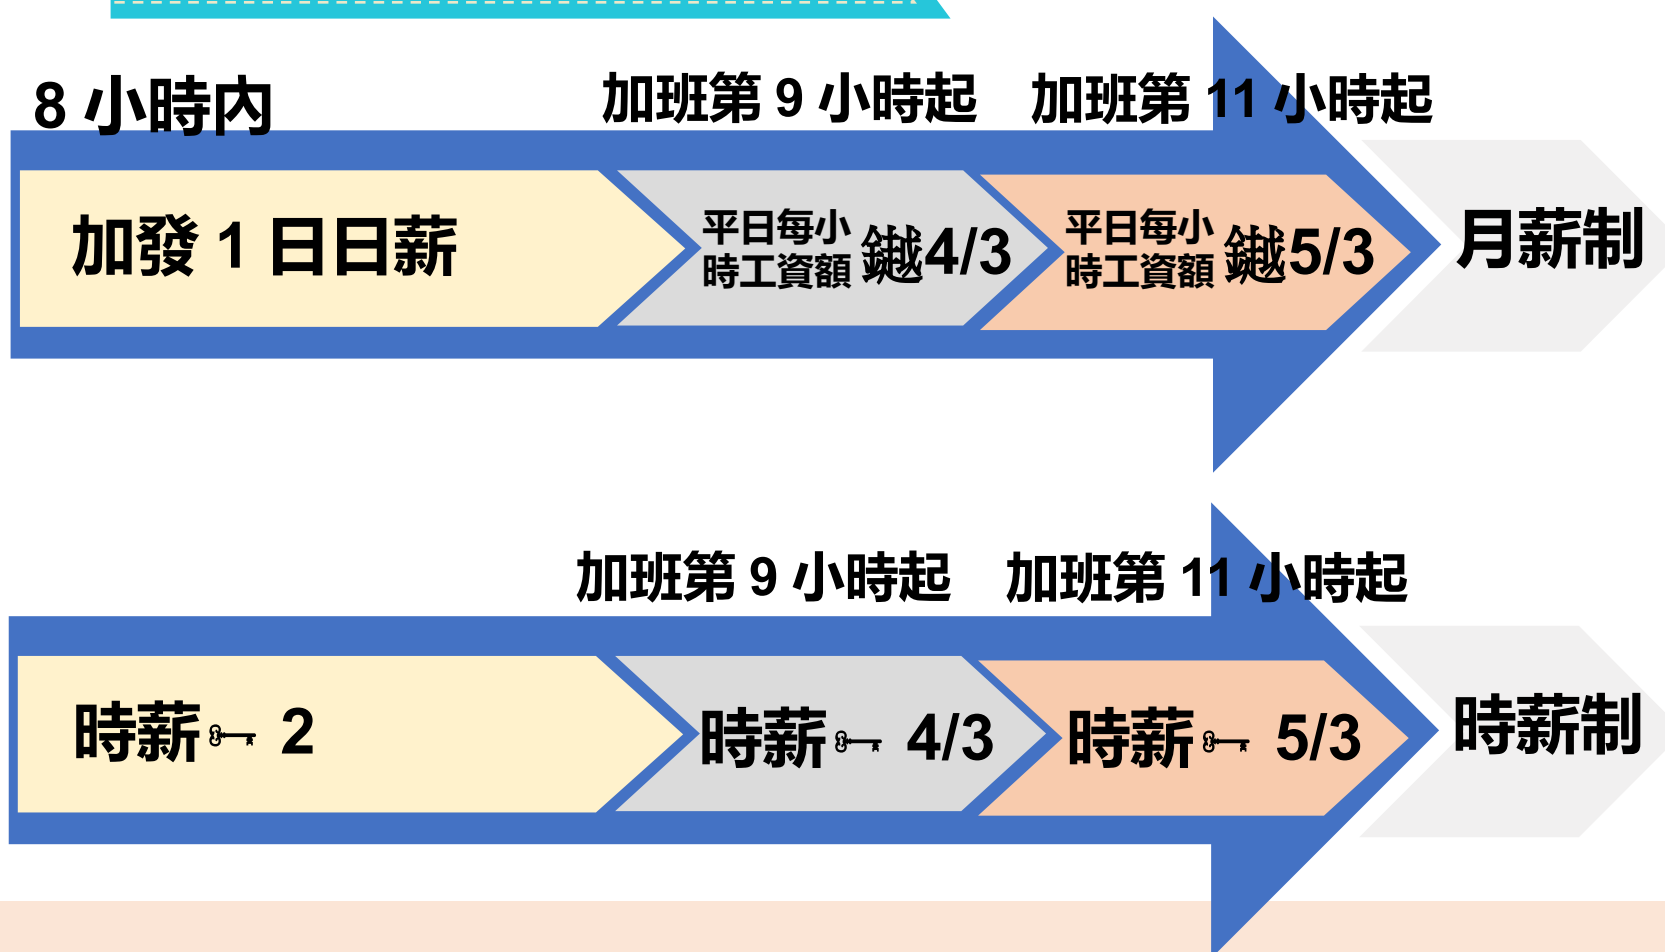 8 小時內
加班第 9 小時起
加班第 11 小時起
加發 1 日日薪
平日每小
時工資額
4/3
平日每小
時工資額
5/3
月薪制
加班第 9 小時起
加班第 11 小時起
時薪 2
時薪 4/3
時薪 5/3
時薪制